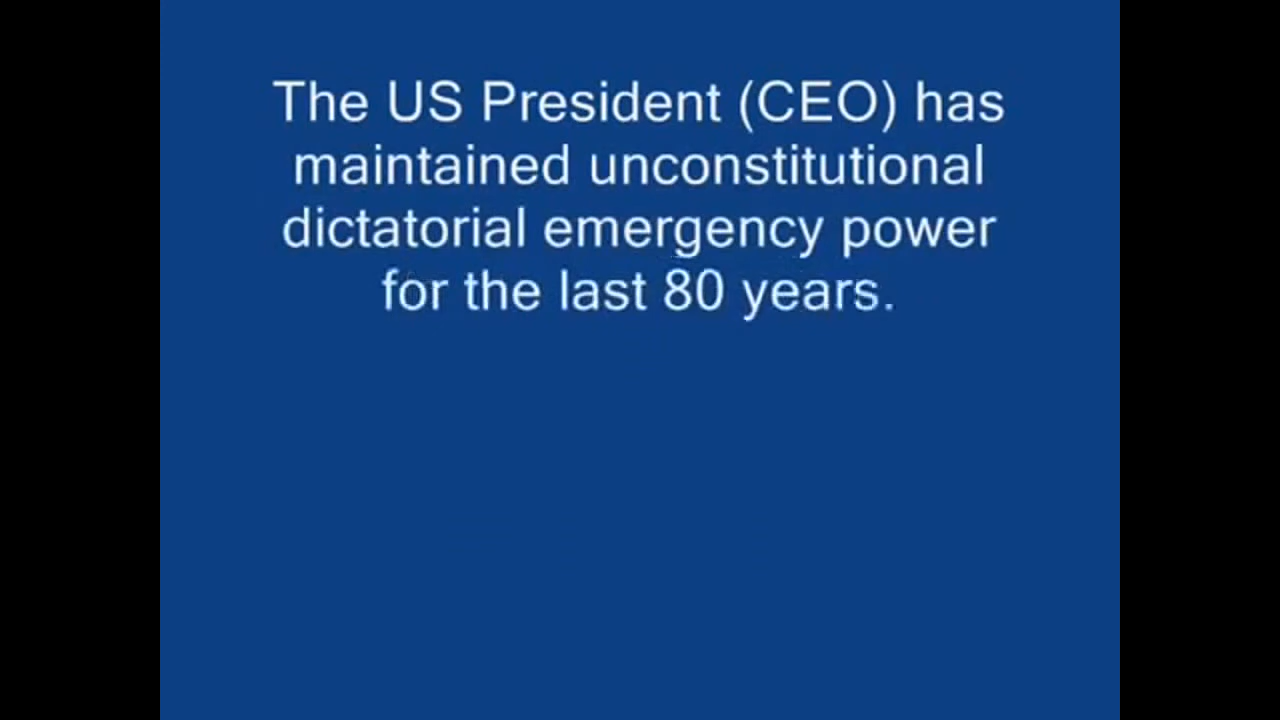 The US President (CEO) has
maintained unconstitutional
dictatorial emergency power
for the last 80 years.